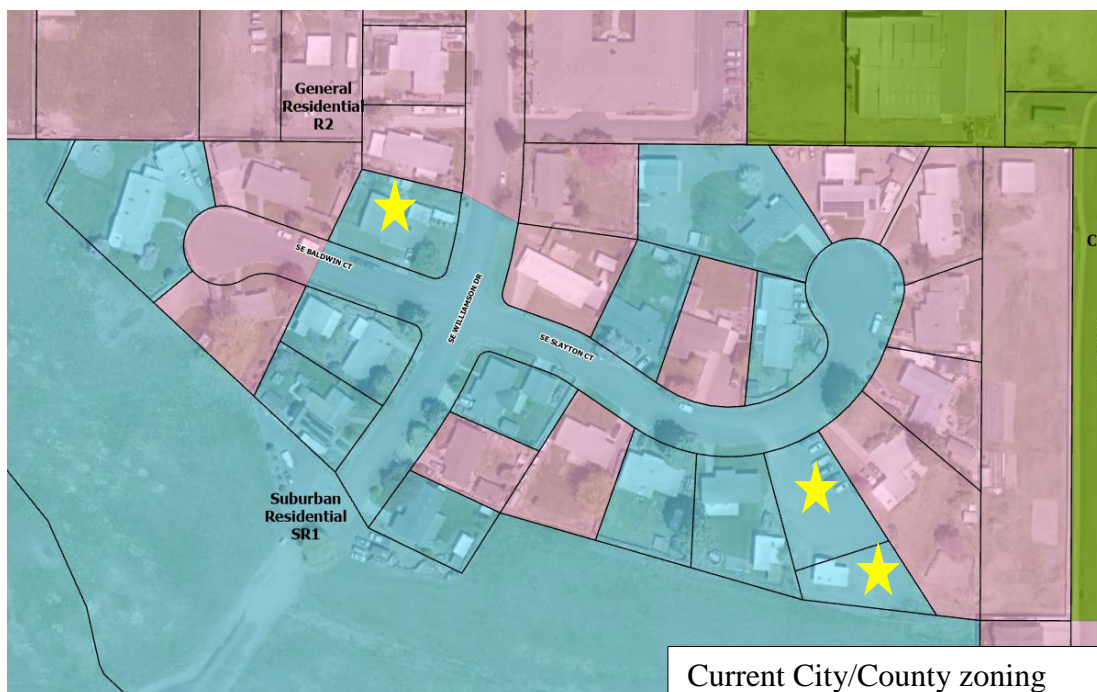 General
Residential
R2
SE BALDWIN CT
SE WILLIAMSON DR
SE SLAYTON CT
Suburban
Residential
SR1
C
Current City/County zoning